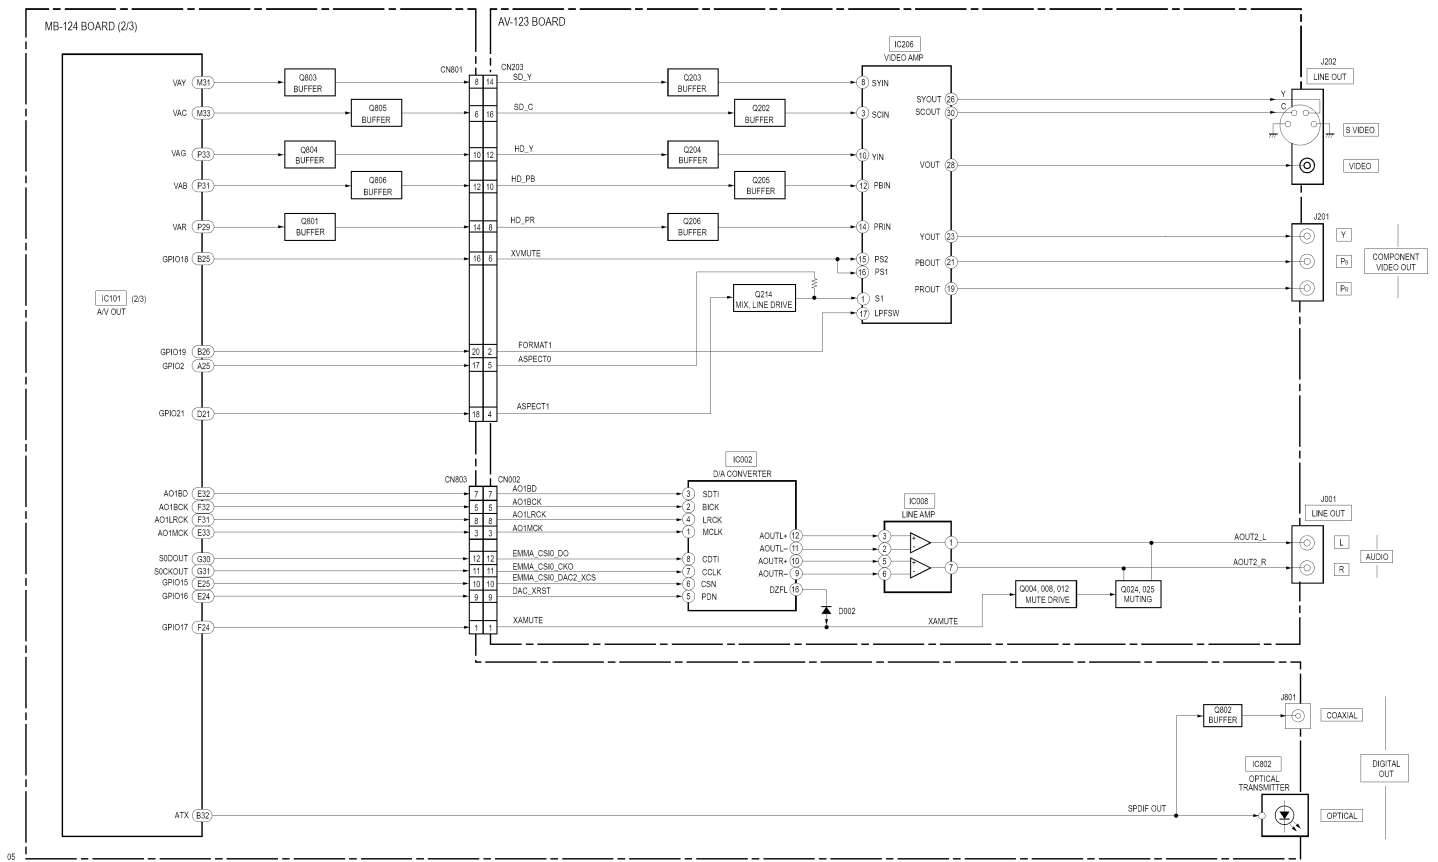 MB-124 BOARD (2/3)
AV-123 BOARD
IC206
VIDEO AMP
J202
LINE OUT
CN801
CN203
VAY M31
Q803
BUFFER
8 14
SD_Y
Q203
BUFFER
8 SYIN
SYOUT 26
Y
VAC M33
Q805
BUFFER
6 16
SD_C
Q202
BUFFER
3 SCIN
SCOUT 30
C
S VIDEO
VAG P33
Q804
BUFFER
10 12
HD_Y
Q204
BUFFER
10 YIN
VOUT 28
VIDEO
VAB P31
Q806
BUFFER
12 10
HD_PB
Q205
BUFFER
12 PBIN
VAR P29
Q801
BUFFER
14 8
HD_PR
Q206
BUFFER
14 PRIN
J201
YOUT 23
Y
GPIO18 B25
16 6
XVMUTE
15 PS2
16 PS1
PBOUT 21
PB
COMPONENT
VIDEO OUT
PROUT 19
PR
IC101 (2/3)
A/V OUT
Q214
MIX, LINE DRIVE
1 S1
17 LPFSW
GPIO19 B26
20 2
FORMAT1
GPIO2 A25
17 5
ASPECT0
GPIO21 D21
18 4
ASPECT1
IC002
D/A CONVERTER
CN803
CN002
AO1BD E32
7 7
AO1BD
3 SDTI
AO1BCK F32
5 5
AO1BCK
2 BICK
AO1LRCK F31
8 8
AO1LRCK
4 LRCK
AO1MCK E33
3 3
AO1MCK
1 MCLK
IC008
LINE AMP
J001
LINE OUT
AOUTL+ 12
3
+
1
AOUT2_L
L
AOUTL– 11
2
-
AUDIO
AOUTR+ 10
5
+
7
AOUT2_R
R
AOUTR– 9
6
-
S0DOUT G30
12 12
EMMA_CSI0_DO
8 CDTI
S0CKOUT G31
11 11
EMMA_CSI0_CKO
7 CCLK
GPIO15 E25
10 10
EMMA_CSI0_DAC2_XCS
6 CSN
GPIO16 E24
9 9
DAC_XRST
5 PDN
DZFL 16
D002
Q004, 008, 012
MUTE DRIVE
Q024, 025
MUTING
GPIO17 F24
1 1
XAMUTE
XAMUTE
J801
Q802
BUFFER
COAXIAL
IC802
OPTICAL
TRANSMITTER
DIGITAL
OUT
ATX B32
SPDIF OUT
OPTICAL
05